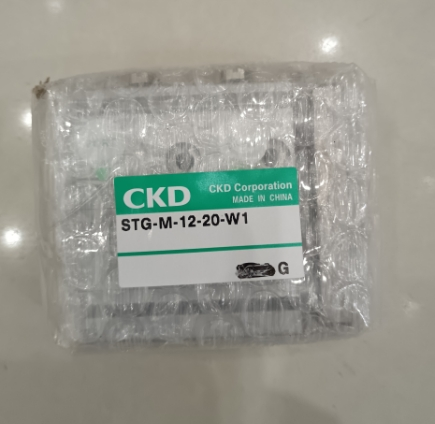 CKD
CKD Corporation
MADE IN CHINA
STG-M-12-20-W1
G